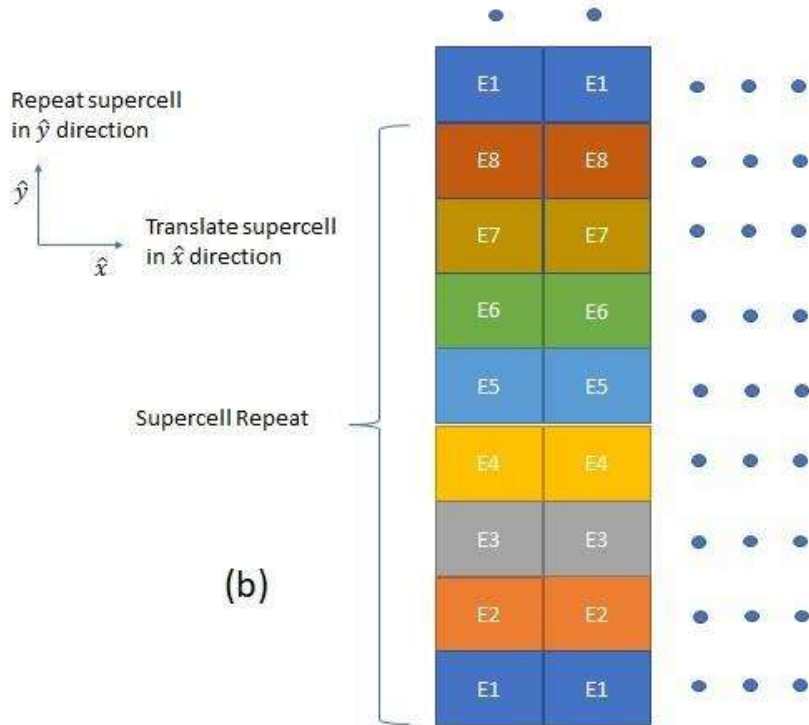 Repeat supercell
in ŷ direction
ŷ
Translate supercell
in x̂ direction
x̂
Supercell Repeat
(b)
E1 E1
E8 E8
E7 E7
E6 E6
E5 E5
E4 E4
E3 E3
E2 E2
E1 E1